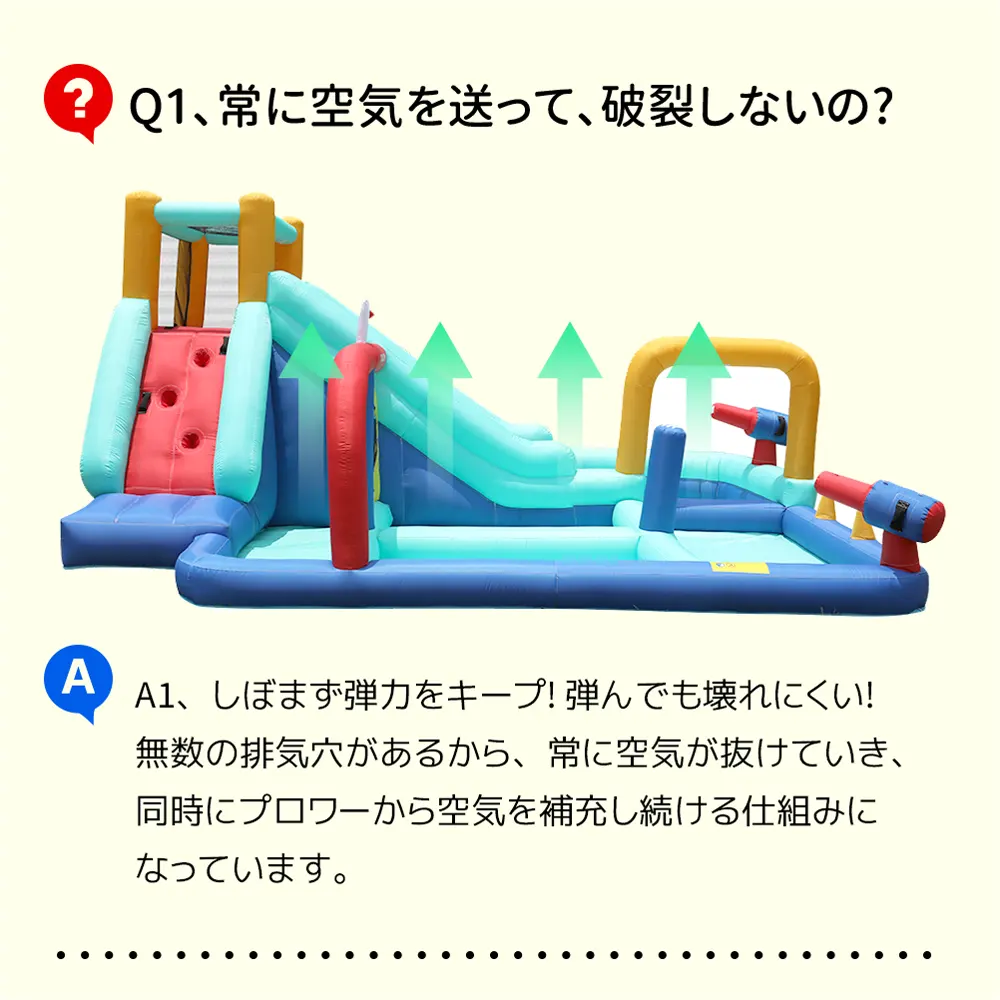 ?
Q1、常に空気を送って、破裂しないの?
A
A1、しぼまず弾力をキープ! 弾んでも壊れにくい!
無数の排気穴があるから、常に空気が抜けていき、
同時にプロワーから空気を補充し続ける仕組みに
なっています。